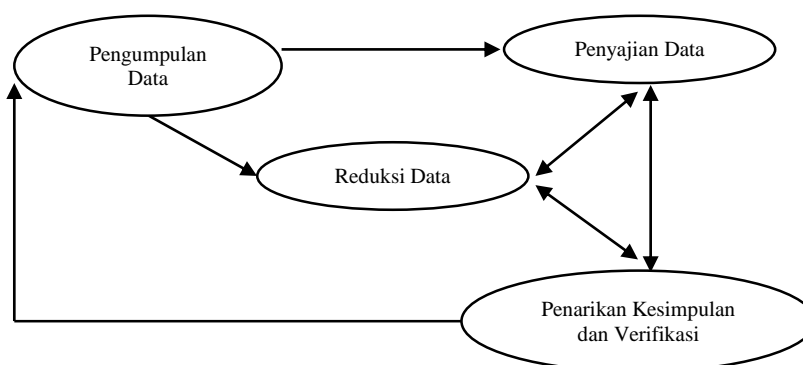 Pengumpulan
Data
Penyajian Data
Reduksi Data
Penarikan Kesimpulan
dan Verifikasi